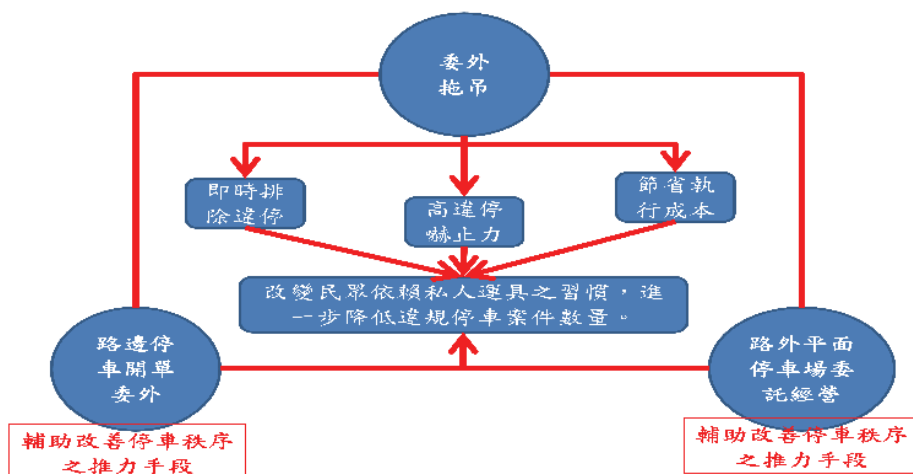 委外
拖吊
即時排
除違停
高違停
嚇止力
節省執
行成本
改變民眾依賴私人運具之習慣，進
一步降低違規停車案件數量。
路邊停
車開單
委外
路外平面
停車場委
託經營
輔助改善停車秩序
之推力手段
輔助改善停車秩序
之推力手段